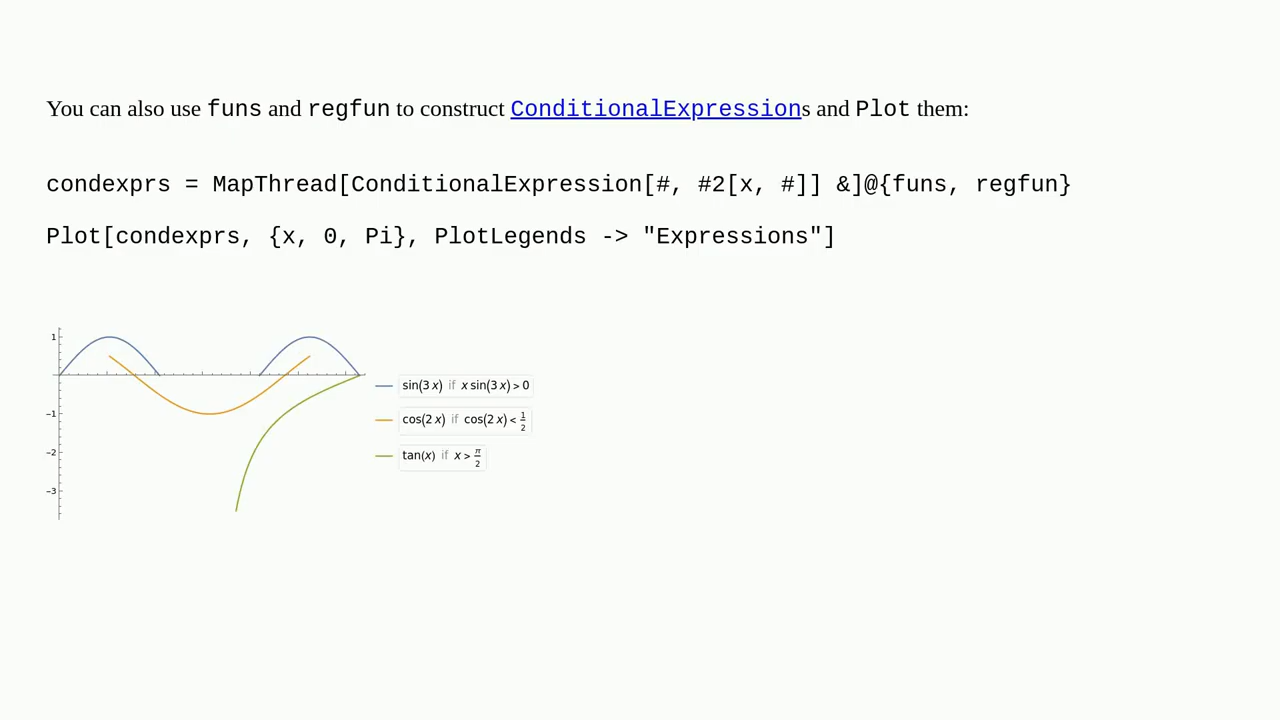 You can also use funs and regfun to construct ConditionalExpressions and Plot them:
condexprs = MapThread[ConditionalExpression[#, #2[x, #]] &]@{funs, regfun}
Plot[condexprs, {x, 0, Pi}, PlotLegends -> "Expressions"]
1
−1
−2
−3
sin(3 x) if x sin(3 x) > 0
cos(2 x) if cos(2 x) < 1/2
tan(x) if x > π/2